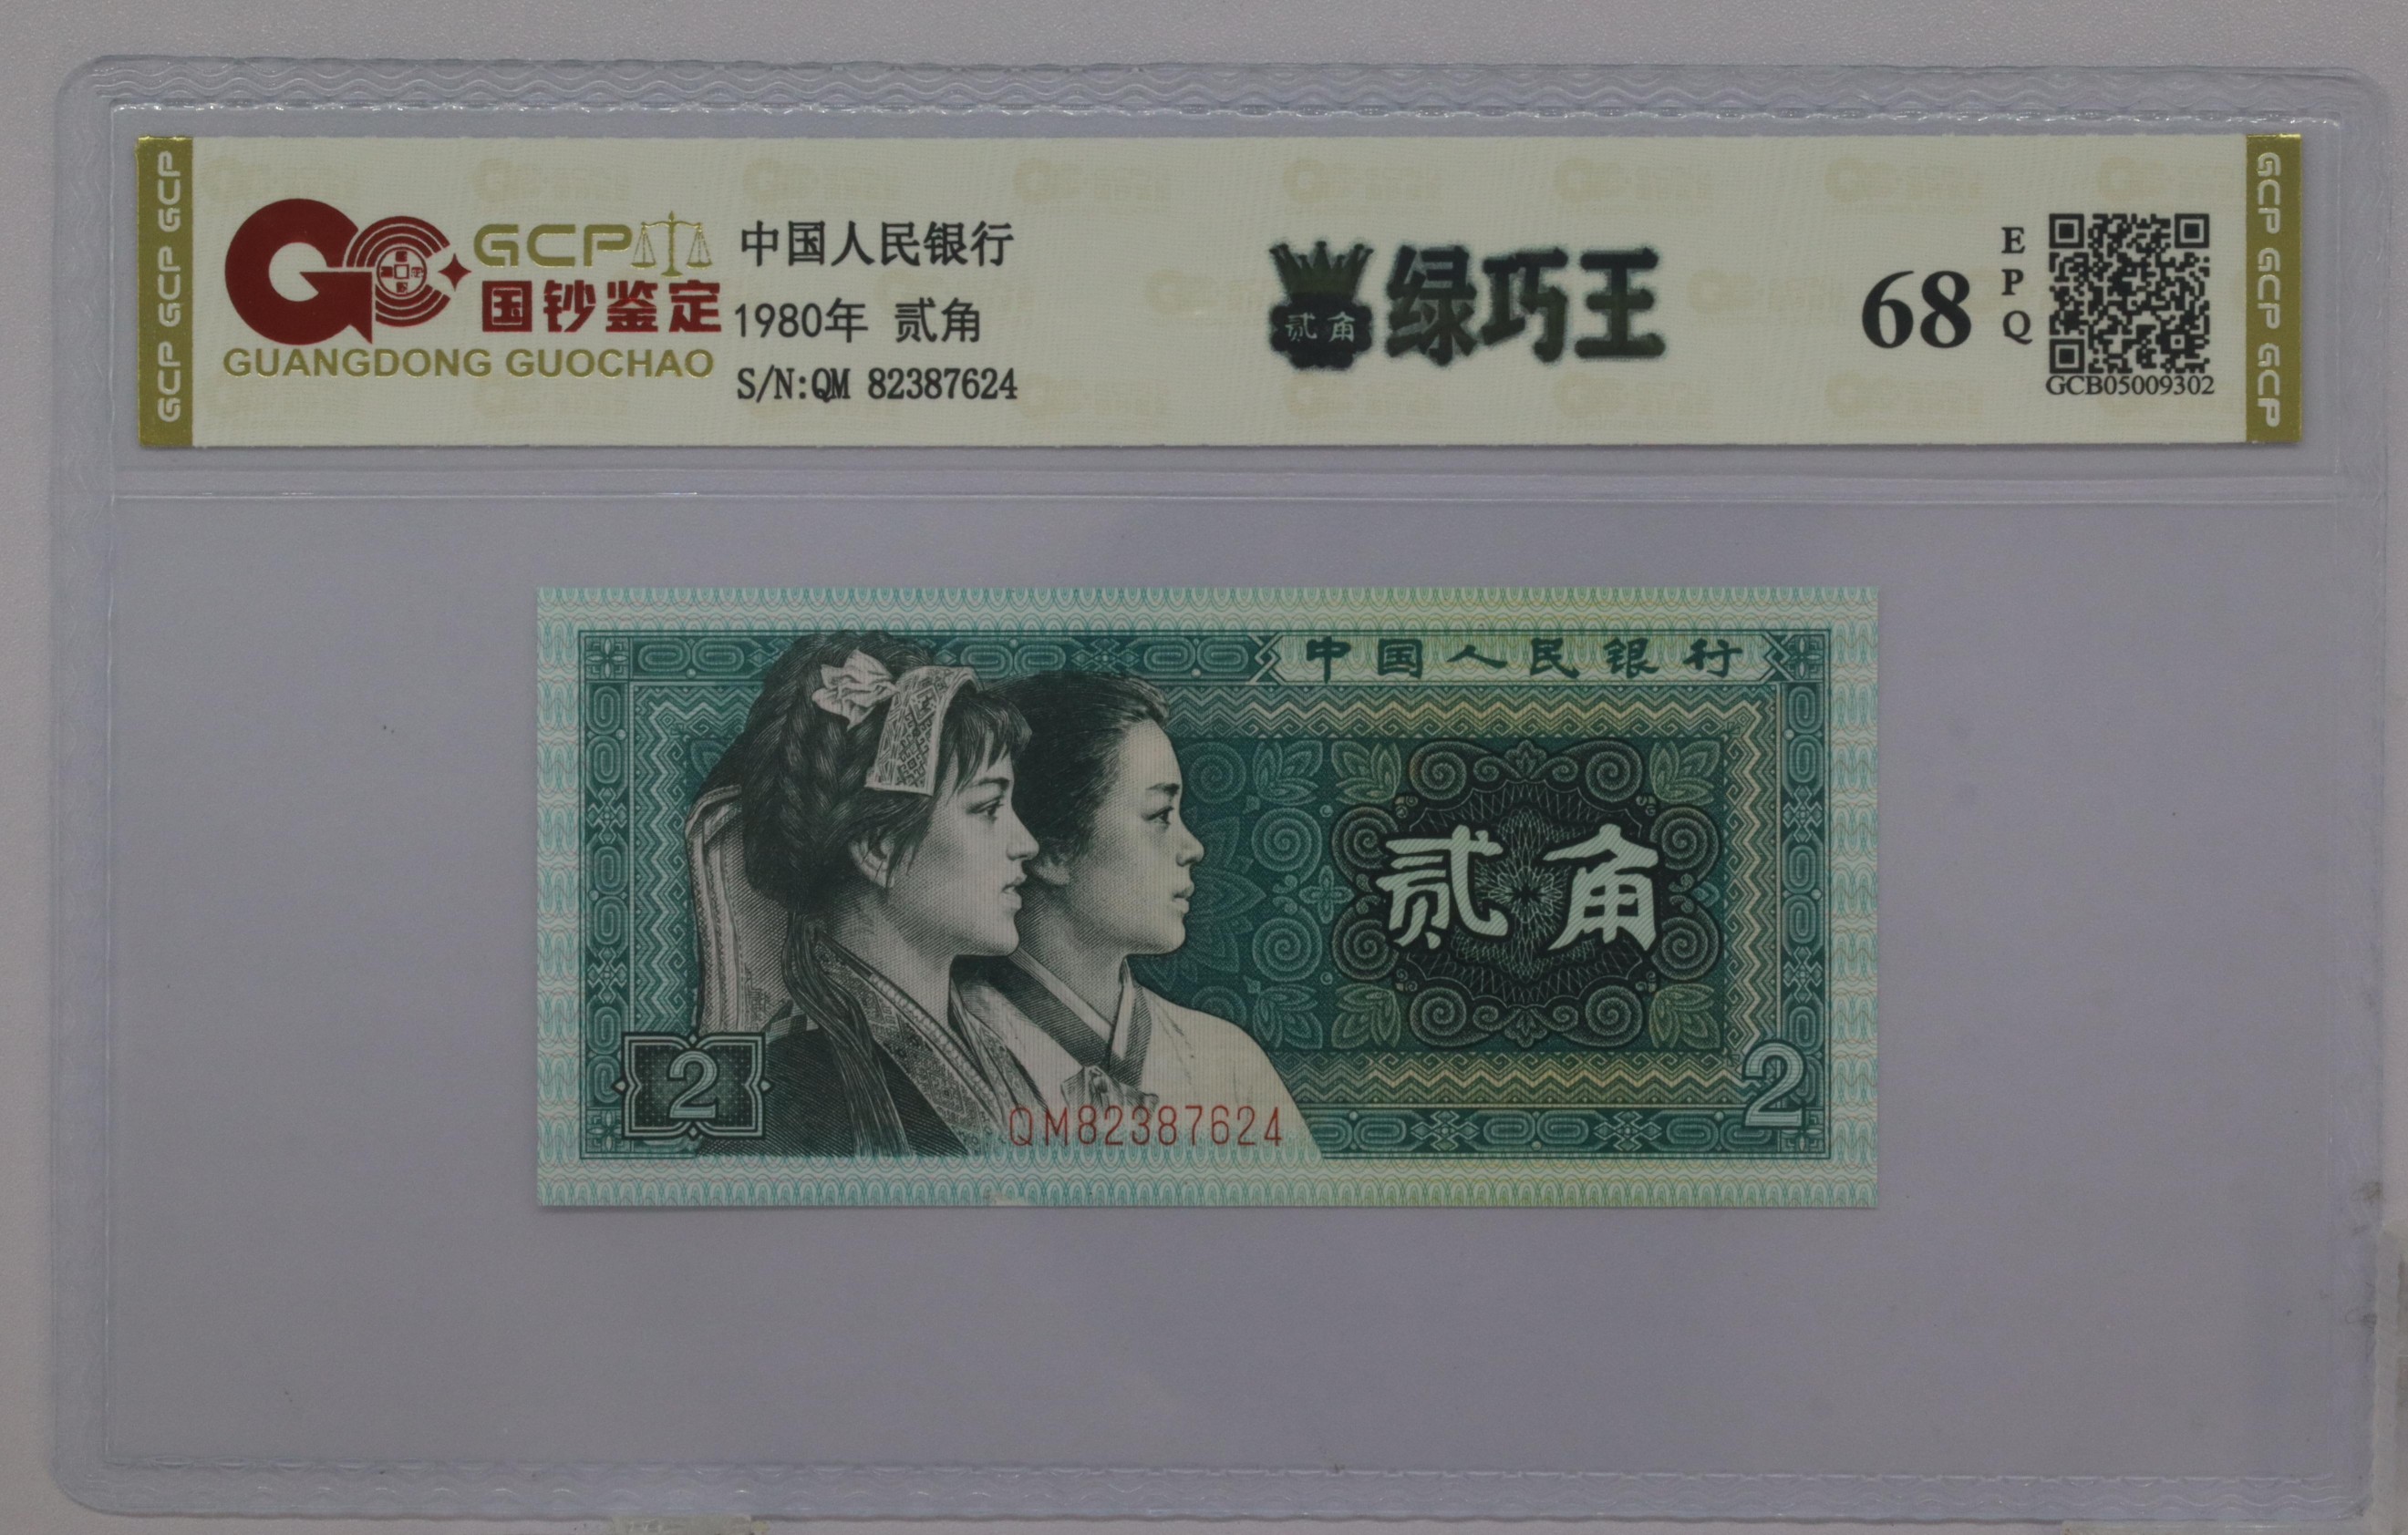 GCP GCP GCP
GCP
国钞鉴定
GUANGDONG GUOCHAO
中国人民银行
1980年 贰角
S/N:QM 82387624
贰角
绿巧王
68
EPQ
GCB05009302
GCP GCP GCP
中国人民银行
贰角
2
2
QM82387624